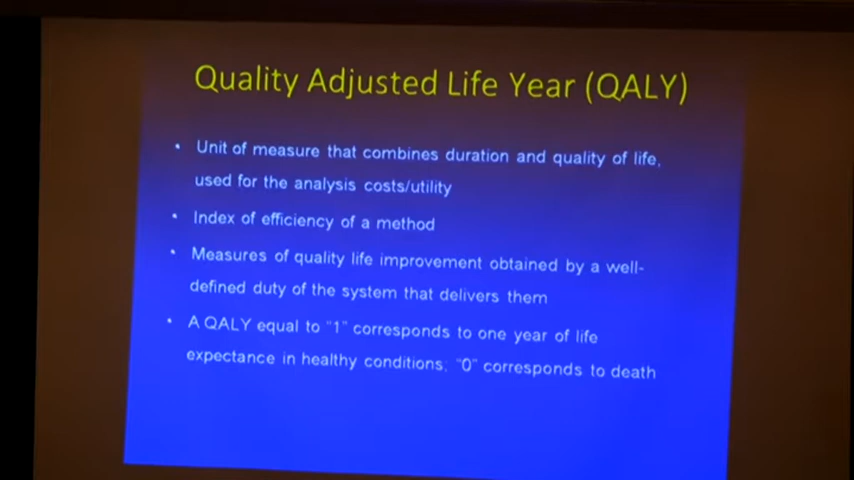 Quality Adjusted Life Year (QALY)
• Unit of measure that combines duration and quality of life,
used for the analysis costs/utility
• Index of efficiency of a method
• Measures of quality life improvement obtained by a well-
defined duty of the system that delivers them
• A QALY equal to "1" corresponds to one year of life
expectance in healthy conditions; "0" corresponds to death